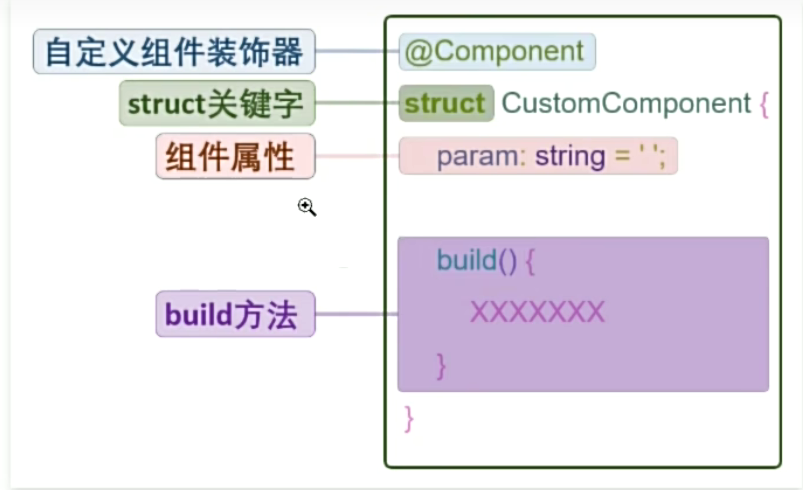 自定义组件装饰器 @Component
struct关键字 struct CustomComponent {
组件属性 param: string = ' ';
build() {
build方法 XXXXXXX
}
}